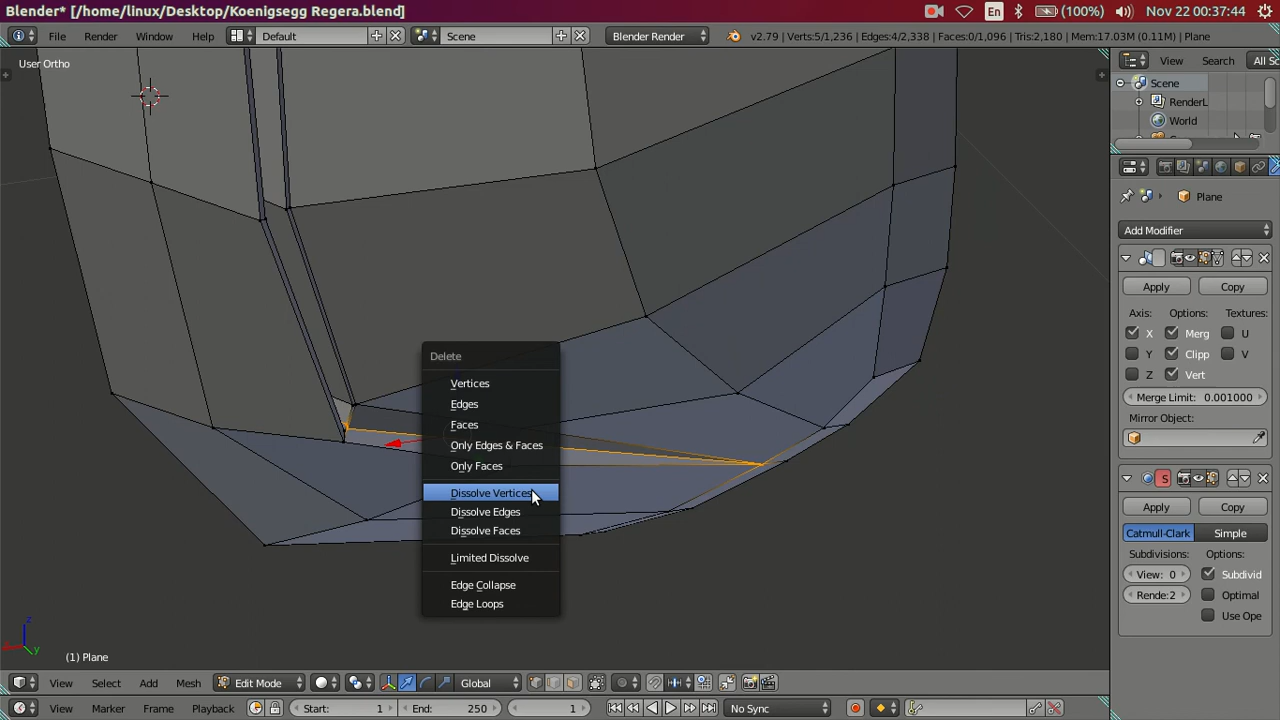 Blender* [/home/linux/Desktop/Koenigsegg Regera.blend]
En
(100%)
Nov 22 00:37:44
File Render Window Help
Default
Scene
Blender Render
v2.79 | Verts:5/1,236 | Edges:4/2,338 | Faces:0/1,096 | Tris:2,180 | Mem:17.03M (0.11M) | Plane
User Ortho
View Search All Sc
Scene
RenderL
World
Plane
Add Modifier
Apply Copy
Axis: Options: Textures:
X Merg U
Y Clipp V
Z Vert
Merge Limit: 0.001000
Mirror Object:
S
Apply Copy
Catmull-Clark Simple
Subdivisions: Options:
View: 0 Subdivid
Rende:2 Optimal
Use Ope
Delete
Vertices
Edges
Faces
Only Edges & Faces
Only Faces
Dissolve Vertices
Dissolve Edges
Dissolve Faces
Limited Dissolve
Edge Collapse
Edge Loops
z
x
y
(1) Plane
View Select Add Mesh Edit Mode Global
View Marker Frame Playback Start: 1 End: 250 1 No Sync